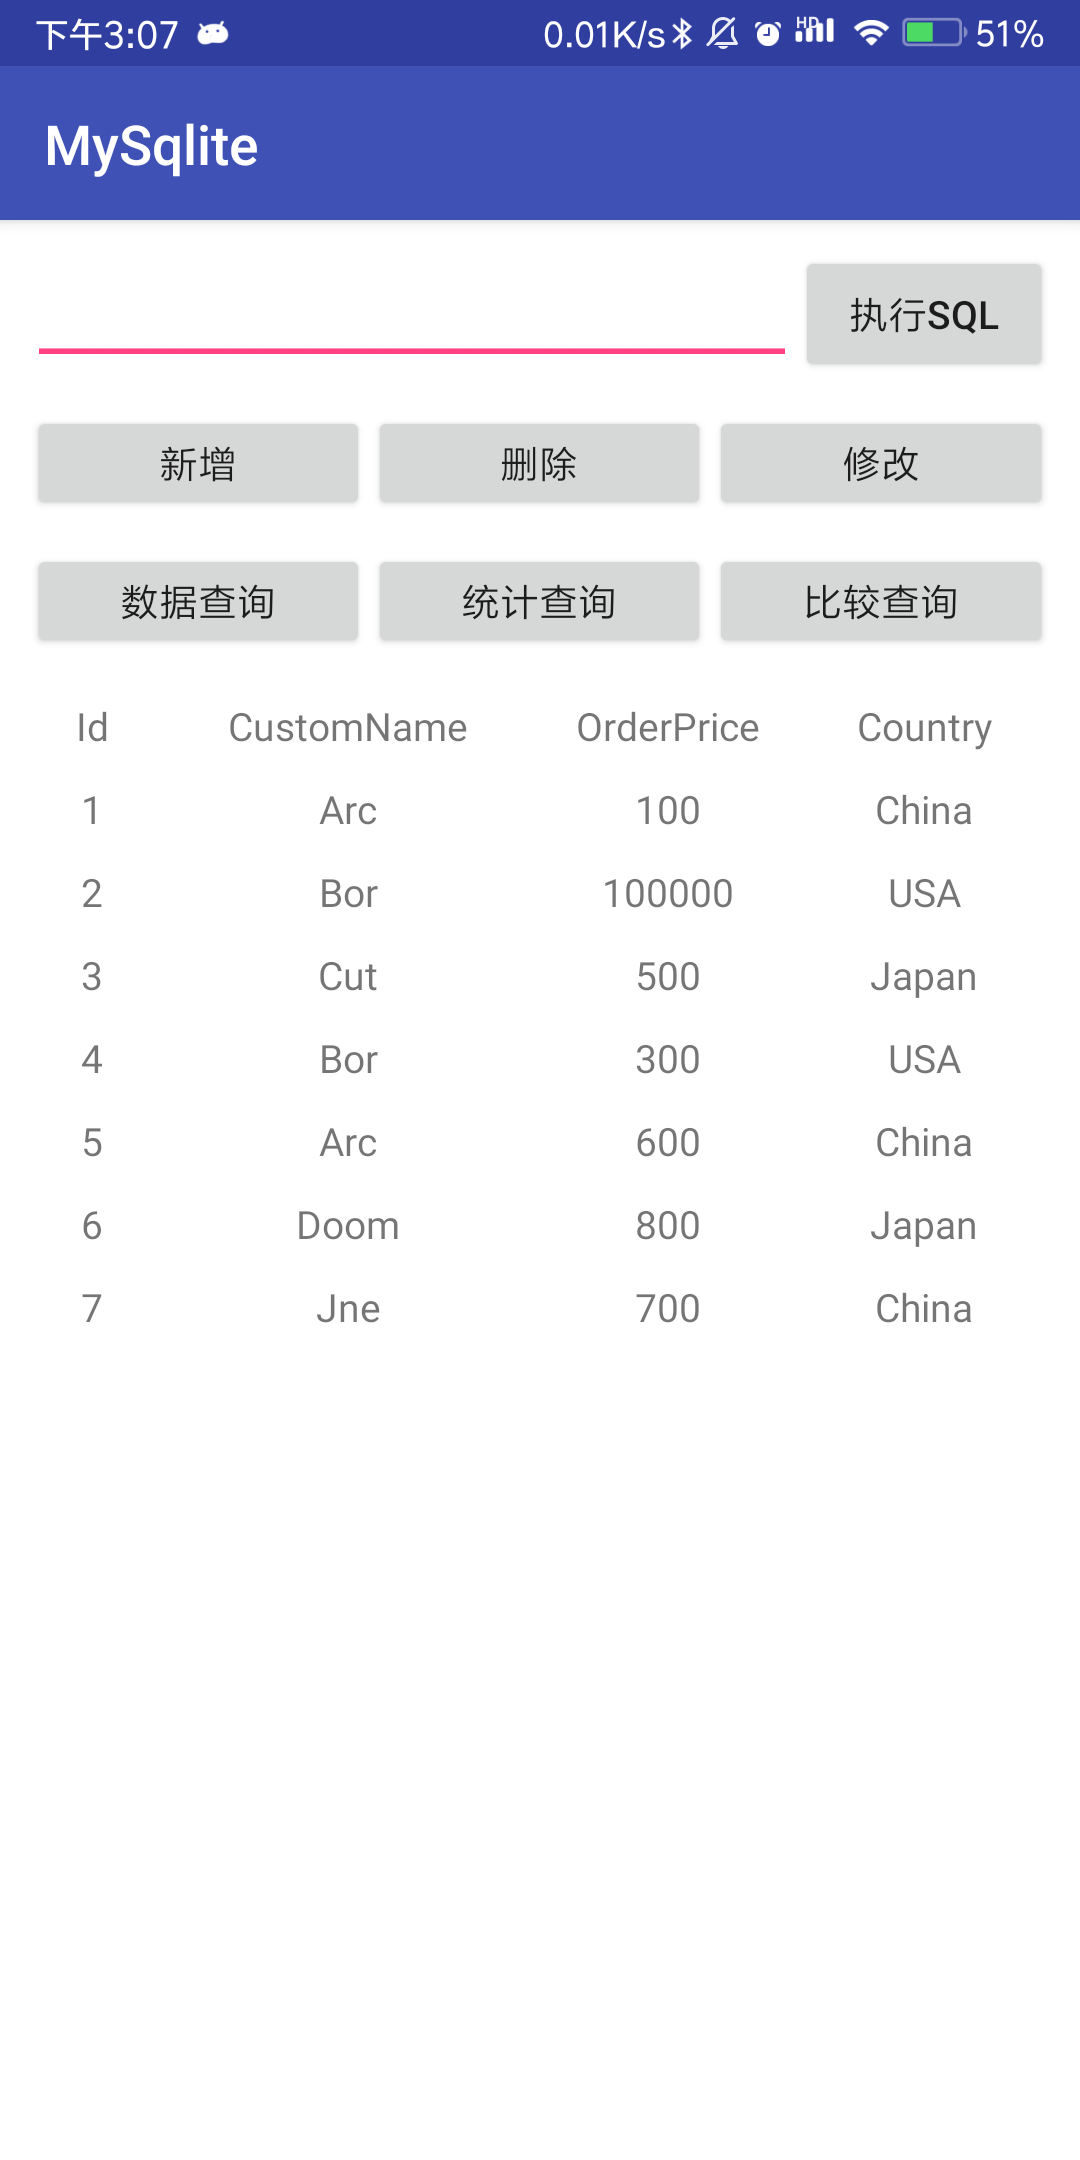 下午3:07 0.01K/s HD 51%
MySqlite
执行SQL
新增 删除 修改
数据查询 统计查询 比较查询
Id CustomName OrderPrice Country
1 Arc 100 China
2 Bor 100000 USA
3 Cut 500 Japan
4 Bor 300 USA
5 Arc 600 China
6 Doom 800 Japan
7 Jne 700 China